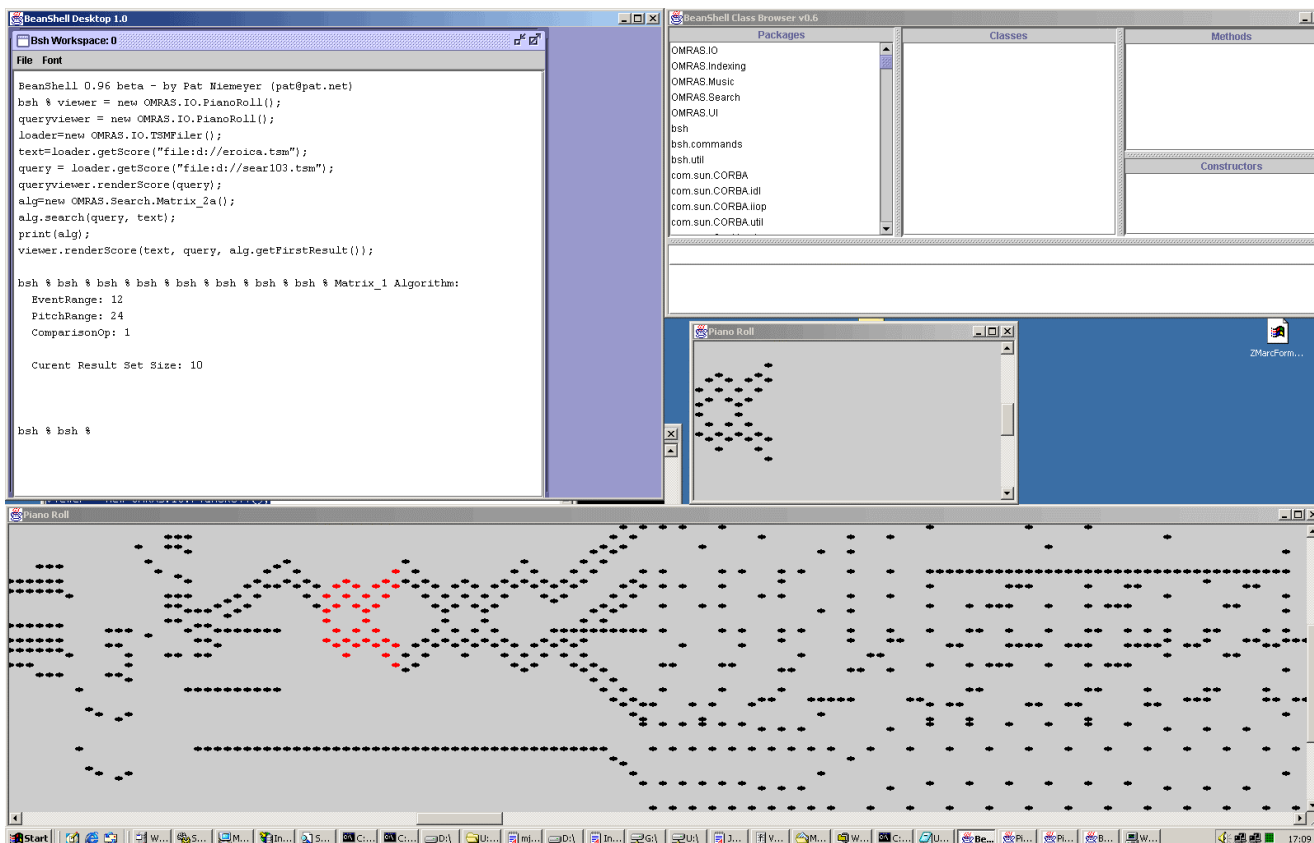 BeanShell Desktop 1.0
Bsh Workspace: 0
File Font
BeanShell 0.96 beta - by Pat Niemeyer (pat@pat.net)
bsh % viewer = new OMRAS.IO.PianoRoll();
queryviewer = new OMRAS.IO.PianoRoll();
loader=new OMRAS.IO.TSMFiler();
text=loader.getScore("file:d://eroica.tsm");
query = loader.getScore("file:d://sear103.tsm");
queryviewer.renderScore(query);
alg=new OMRAS.Search.Matrix_2a();
alg.search(query, text);
print(alg);
viewer.renderScore(text, query, alg.getFirstResult());
bsh % bsh % bsh % bsh % bsh % bsh % bsh % bsh % Matrix_1 Algorithm:
EventRange: 12
PitchRange: 24
ComparisonOp: 1
Curent Result Set Size: 10
bsh % bsh %
BeanShell Class Browser v0.6
Packages
Classes
Methods
OMRAS.IO
OMRAS.Indexing
OMRAS.Music
OMRAS.Search
OMRAS.UI
bsh
bsh.commands
bsh.util
com.sun.CORBA
com.sun.CORBA.idl
com.sun.CORBA.iiop
com.sun.CORBA.util
Constructors
Piano Roll
ZMarcForm...
Piano Roll
Start W... S... M... In... S... C:... C:... D:\ U:... mj... D:\ In... G:\ U:\ J... V... M... W... C:... U... Be... Pi... Pi... B... W... 17:09